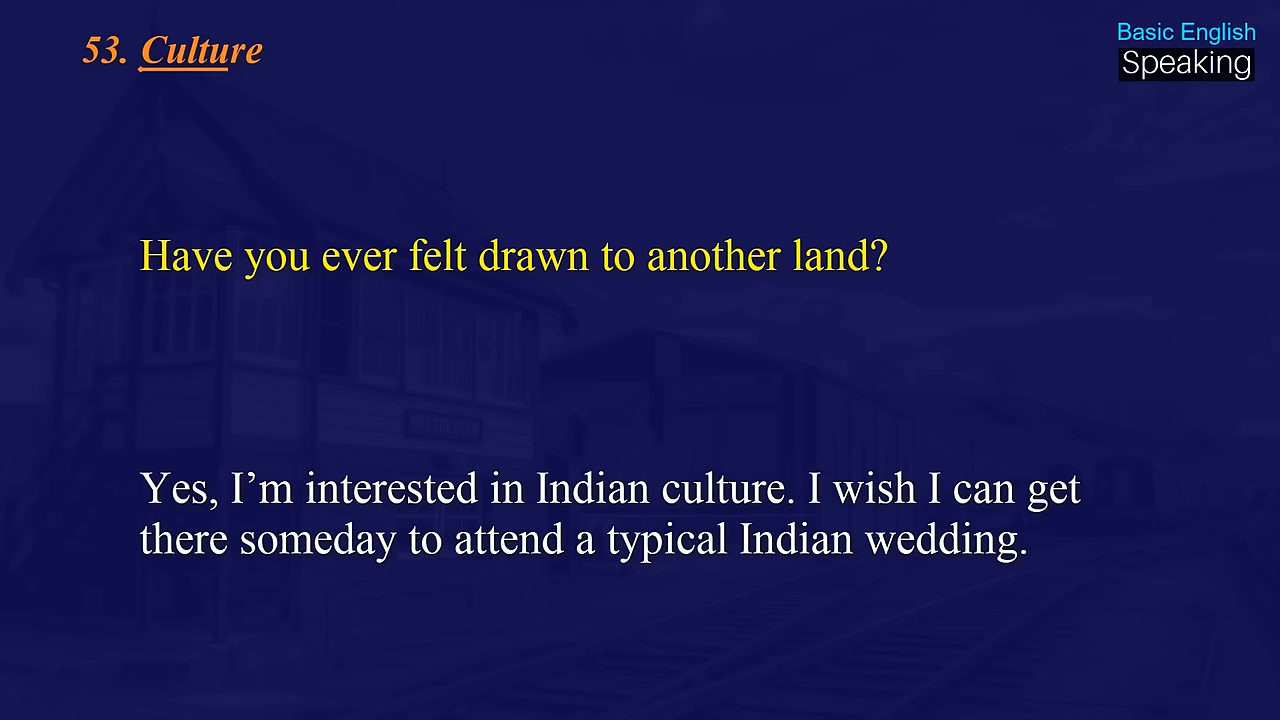 53. Culture
Basic English
Speaking
Have you ever felt drawn to another land?
Yes, I’m interested in Indian culture. I wish I can get
there someday to attend a typical Indian wedding.